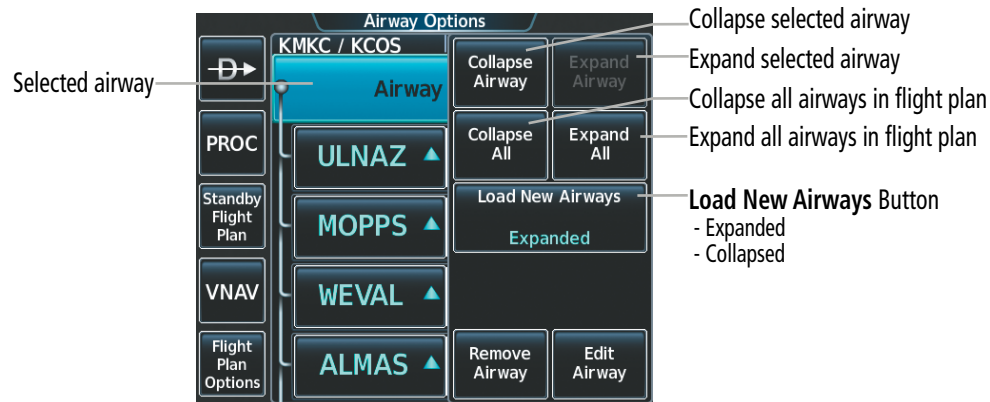 Airway Options
KMKC / KCOS
Airway
PROC
Standby
Flight
Plan
VNAV
Flight
Plan
Options
ULNAZ
MOPPS
WEVAL
ALMAS
Collapse
Airway
Expand
Airway
Collapse
All
Expand
All
Load New Airways
Expanded
Remove
Airway
Edit
Airway
Selected airway
Collapse selected airway
Expand selected airway
Collapse all airways in flight plan
Expand all airways in flight plan
Load New Airways Button
- Expanded
- Collapsed
D